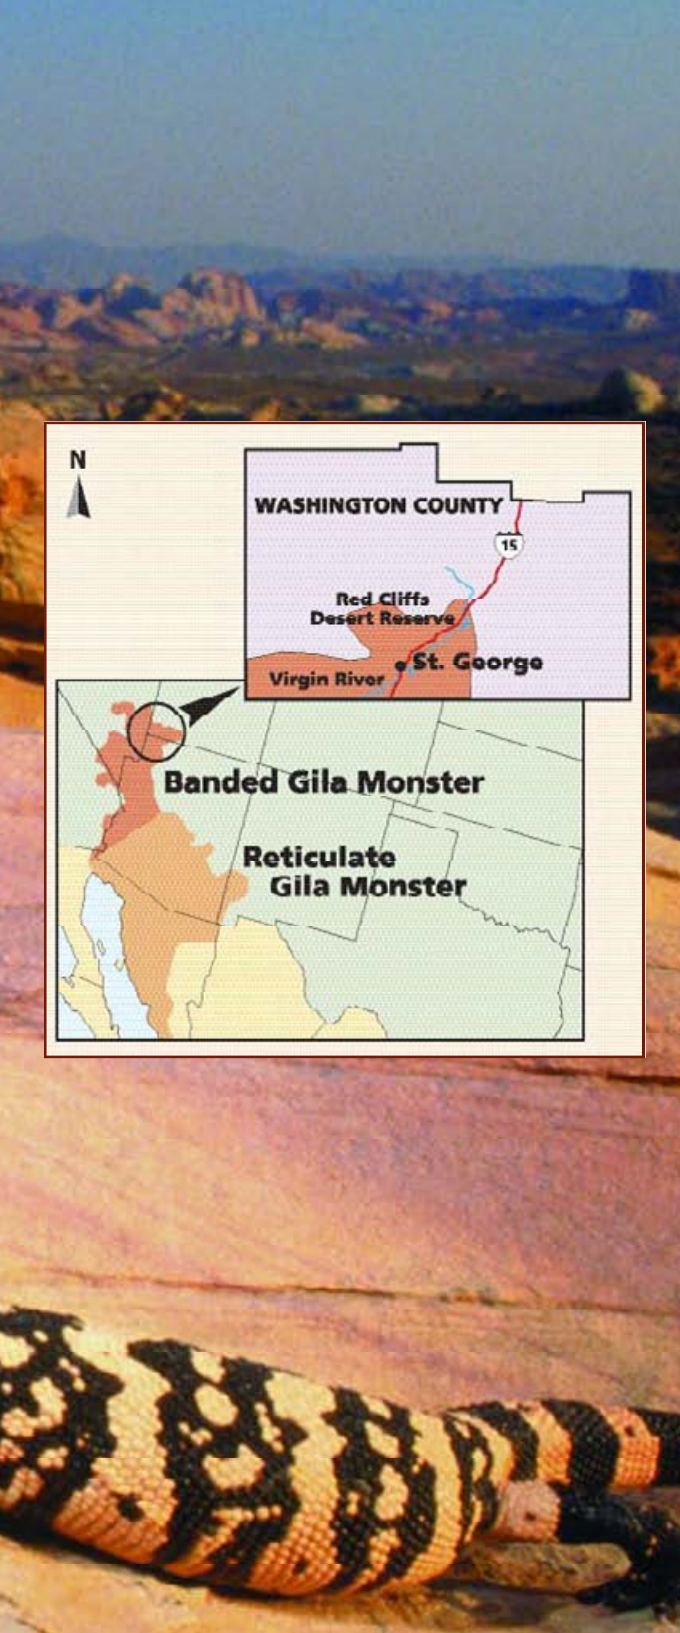 N
WASHINGTON COUNTY
15
Red Cliffs
Desert Reserve
St. George
Virgin River
Banded Gila Monster
Reticulate
Gila Monster